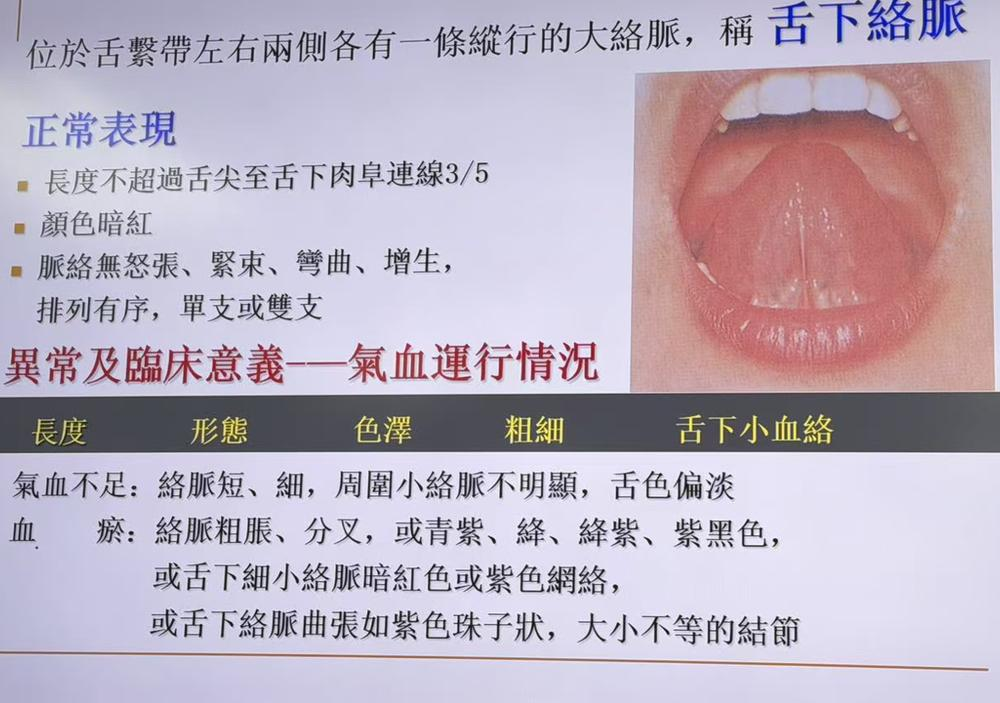 位於舌繫帶左右兩側各有一條縱行的大絡脈，稱 舌下絡脈
正常表現
長度不超過舌尖至舌下肉阜連線3/5
顏色暗紅
脈絡無怒張、緊束、彎曲、增生，
排列有序，單支或雙支
異常及臨床意義---氣血運行情況
長度 形態 色澤 粗細 舌下小血絡
氣血不足：絡脈短、細，周圍小絡脈不明顯，舌色偏淡
血 瘀：絡脈粗脹、分叉，或青紫、絳、絳紫、紫黑色，
或舌下細小絡脈暗紅色或紫色網絡，
或舌下絡脈曲張如紫色珠子狀，大小不等的結節